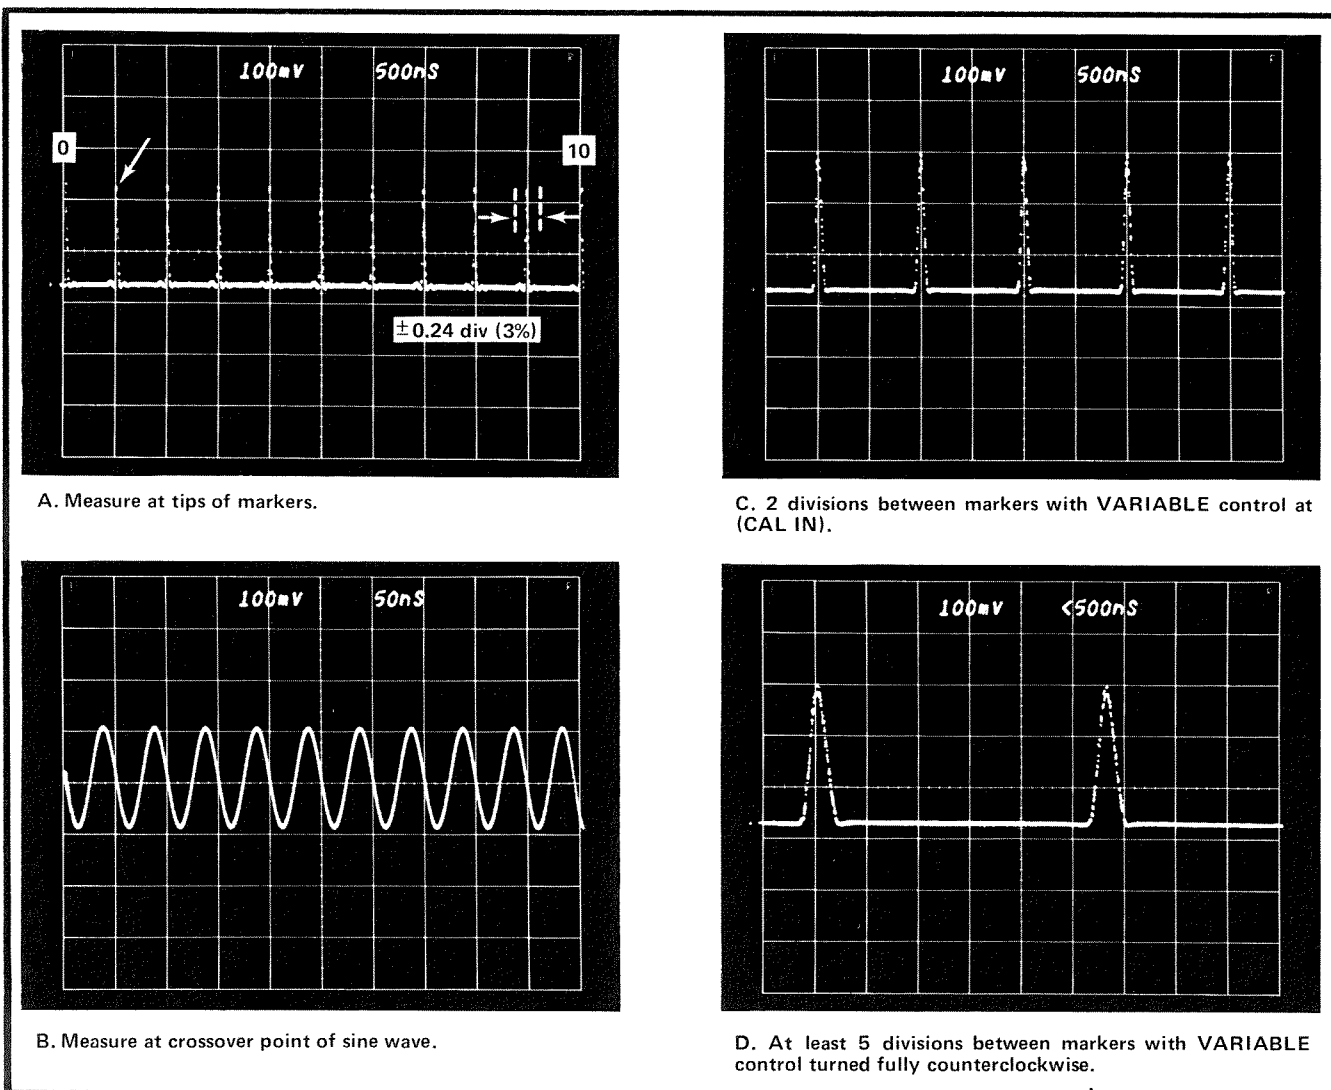 100mV 500nS
0
10
±0.24 div (3%)
A. Measure at tips of markers.
100mV 50nS
B. Measure at crossover point of sine wave.
100mV 500nS
C. 2 divisions between markers with VARIABLE control at
(CAL IN).
100mV <500nS
D. At least 5 divisions between markers with VARIABLE
control turned fully counterclockwise.